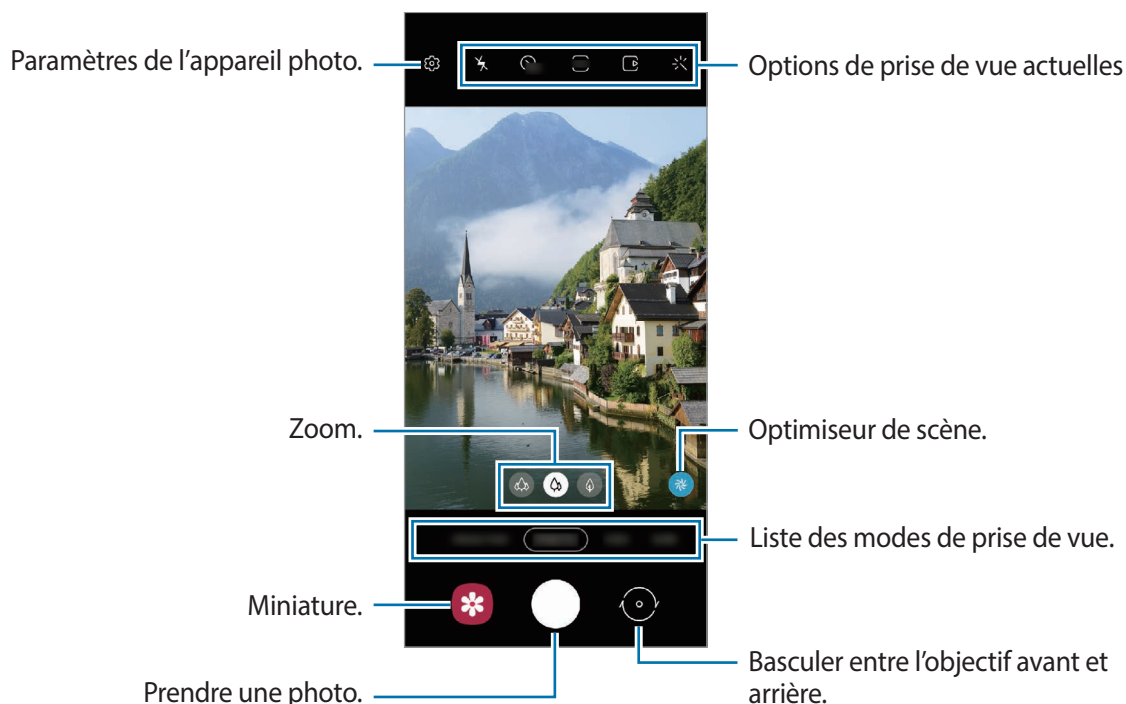 Paramètres de l'appareil photo.
Options de prise de vue actuelles
Zoom.
Optimiseur de scène.
Liste des modes de prise de vue.
Miniature.
Prendre une photo.
Basculer entre l'objectif avant et
arrière.